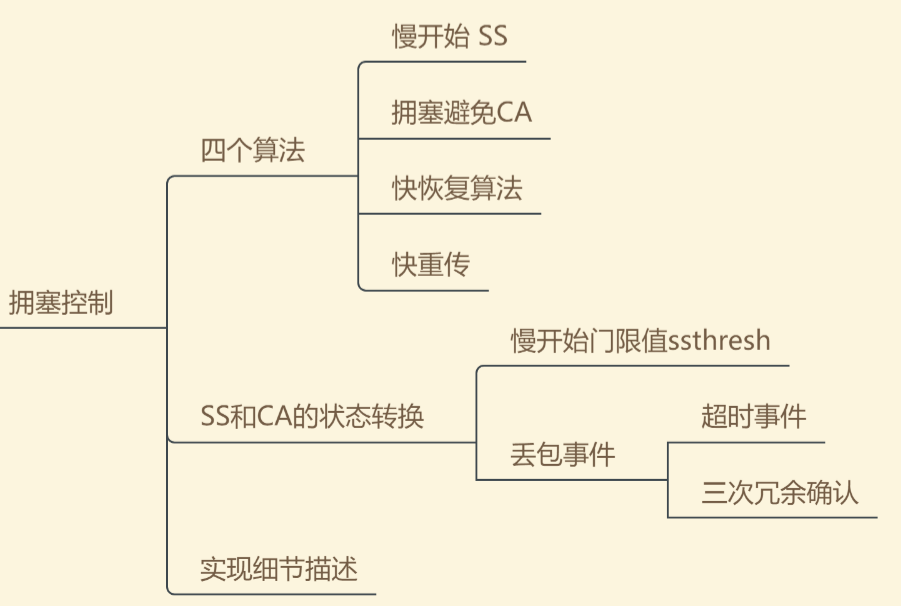 慢开始 SS
拥塞避免CA
四个算法
快恢复算法
快重传
拥塞控制
慢开始门限值ssthresh
SS和CA的状态转换
超时事件
丢包事件
三次冗余确认
实现细节描述